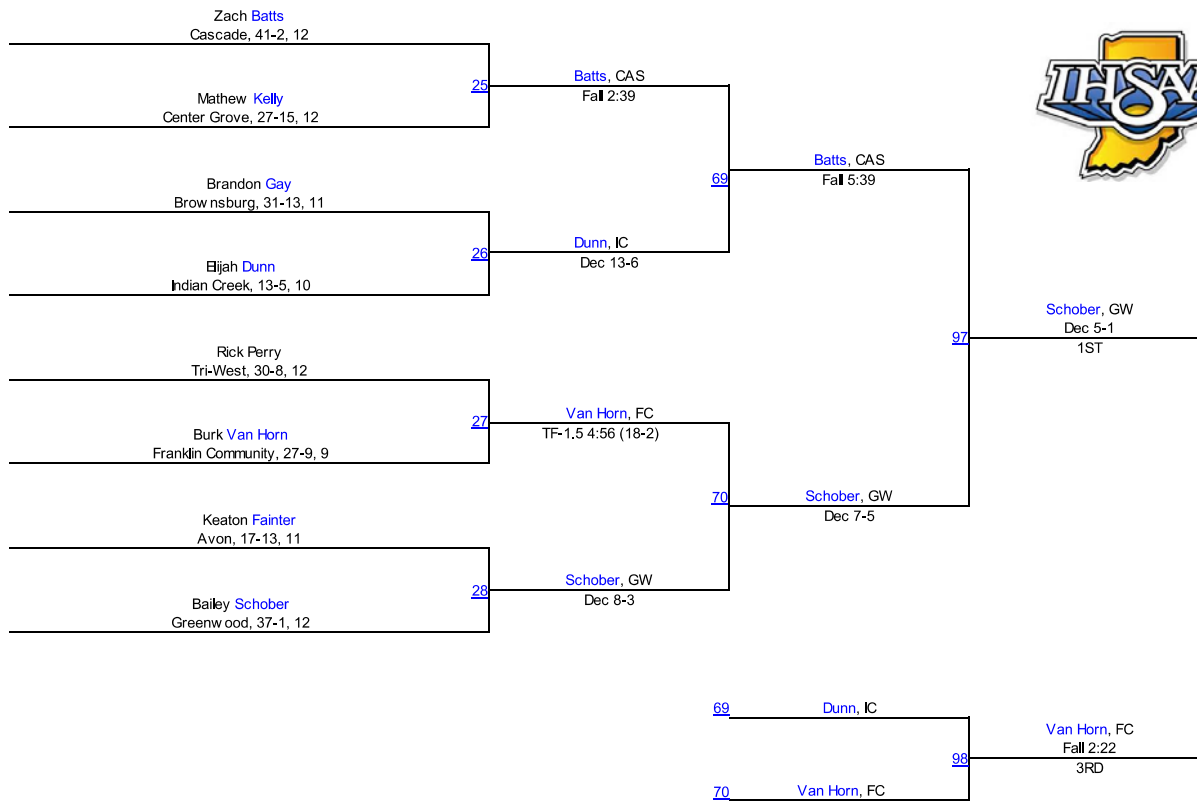 Zach Batts
Cascade, 41-2, 12
25
Mathew Kelly
Center Grove, 27-15, 12
Batts, CAS
Fall 2:39
69
Brandon Gay
Brownsburg, 31-13, 11
26
Elijah Dunn
Indian Creek, 13-5, 10
Dunn, IC
Dec 13-6
Batts, CAS
Fall 5:39
97
Rick Perry
Tri-West, 30-8, 12
27
Burk Van Horn
Franklin Community, 27-9, 9
Van Horn, FC
TF-1.5 4:56 (18-2)
70
Keaton Fainter
Avon, 17-13, 11
28
Bailey Schober
Greenwood, 37-1, 12
Schober, GW
Dec 8-3
Schober, GW
Dec 7-5
Schober, GW
Dec 5-1
1ST
69 Dunn, IC
98
70 Van Horn, FC
Van Horn, FC
Fall 2:22
3RD
IHSAA